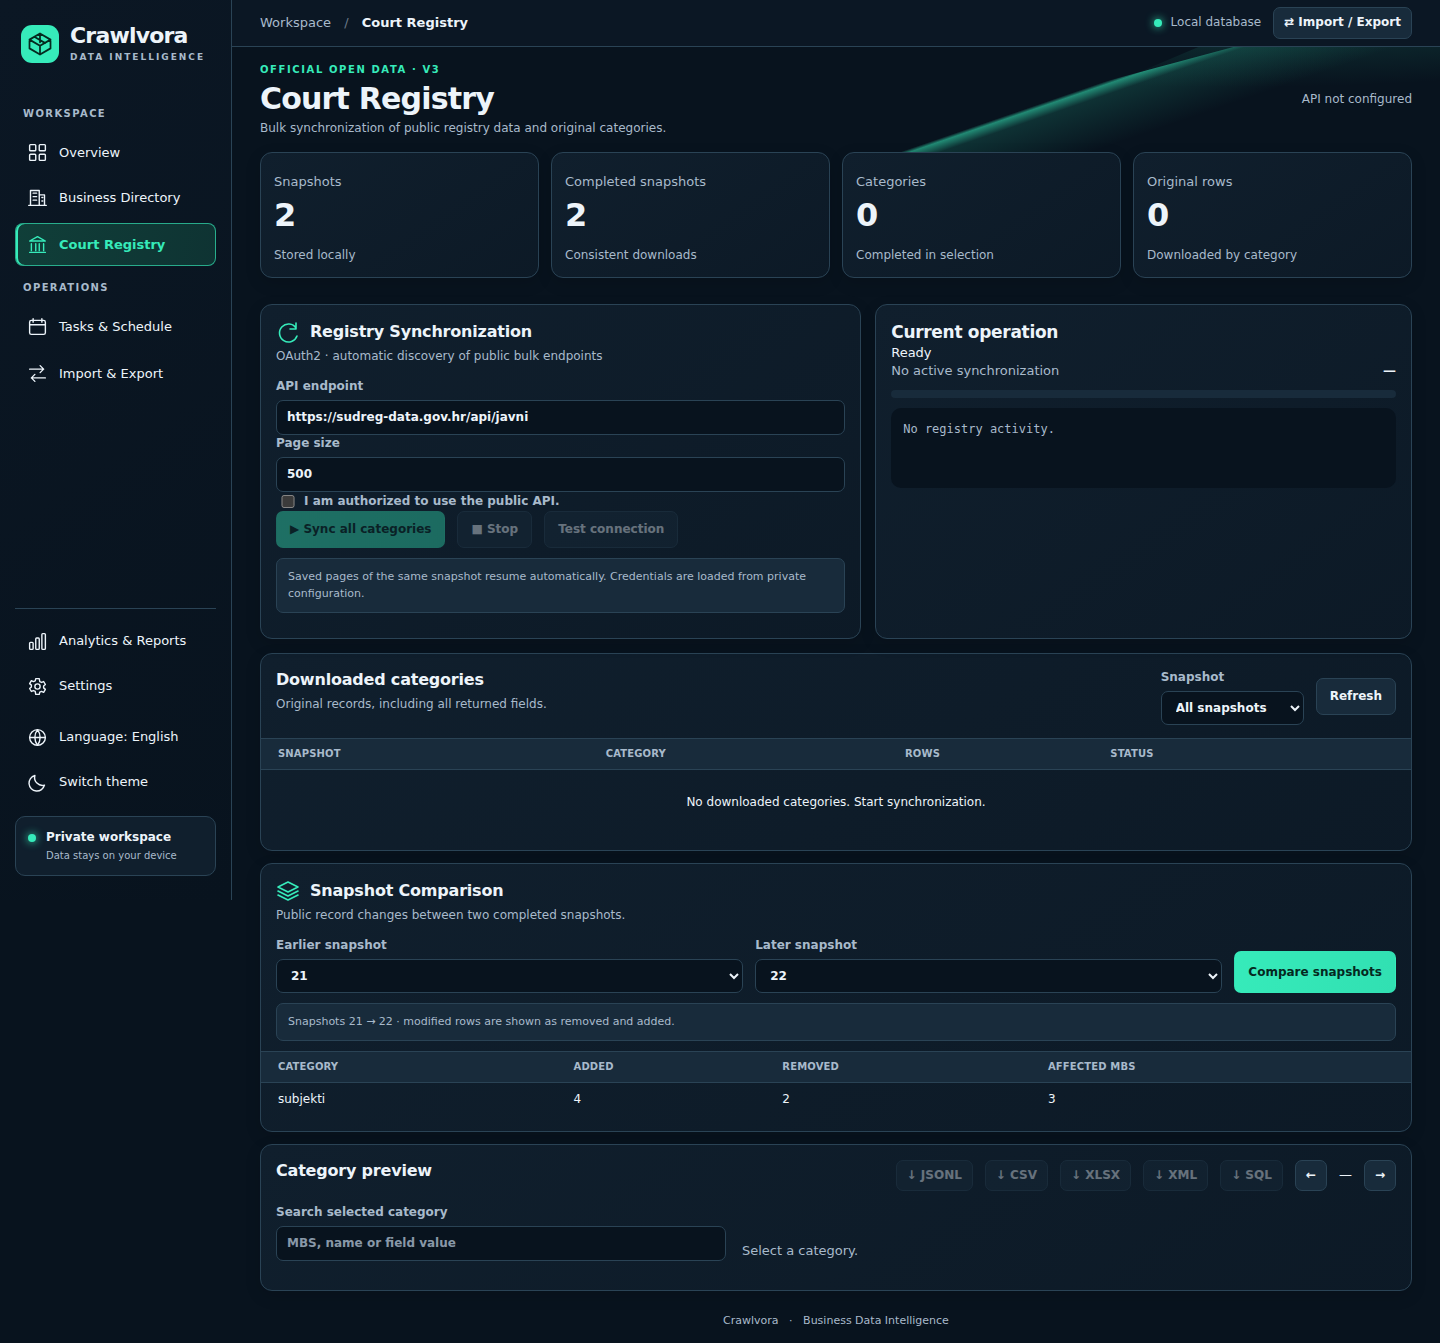 Crawlvora
DATA INTELLIGENCE
WORKSPACE
Overview
Business Directory
Court Registry
OPERATIONS
Tasks & Schedule
Import & Export
Analytics & Reports
Settings
Language: English
Switch theme
Private workspace
Data stays on your device
Workspace / Court Registry
Local database
⇄ Import / Export
OFFICIAL OPEN DATA · V3
Court Registry
Bulk synchronization of public registry data and original categories.
API not configured
Snapshots
2
Stored locally
Completed snapshots
2
Consistent downloads
Categories
0
Completed in selection
Original rows
0
Downloaded by category
Registry Synchronization
OAuth2 · automatic discovery of public bulk endpoints
API endpoint
https://sudreg-data.gov.hr/api/javni
Page size
500
I am authorized to use the public API.
▶ Sync all categories
■ Stop
Test connection
Saved pages of the same snapshot resume automatically. Credentials are loaded from private
configuration.
Current operation
Ready
No active synchronization —
No registry activity.
Downloaded categories
Original records, including all returned fields.
Snapshot
All snapshots
Refresh
SNAPSHOT CATEGORY ROWS STATUS
No downloaded categories. Start synchronization.
Snapshot Comparison
Public record changes between two completed snapshots.
Earlier snapshot
21
Later snapshot
22
Compare snapshots
Snapshots 21 → 22 · modified rows are shown as removed and added.
CATEGORY ADDED REMOVED AFFECTED MBS
subjekti 4 2 3
Category preview
↓ JSONL ↓ CSV ↓ XLSX ↓ XML ↓ SQL ← — →
Search selected category
MBS, name or field value
Select a category.
Crawlvora · Business Data Intelligence